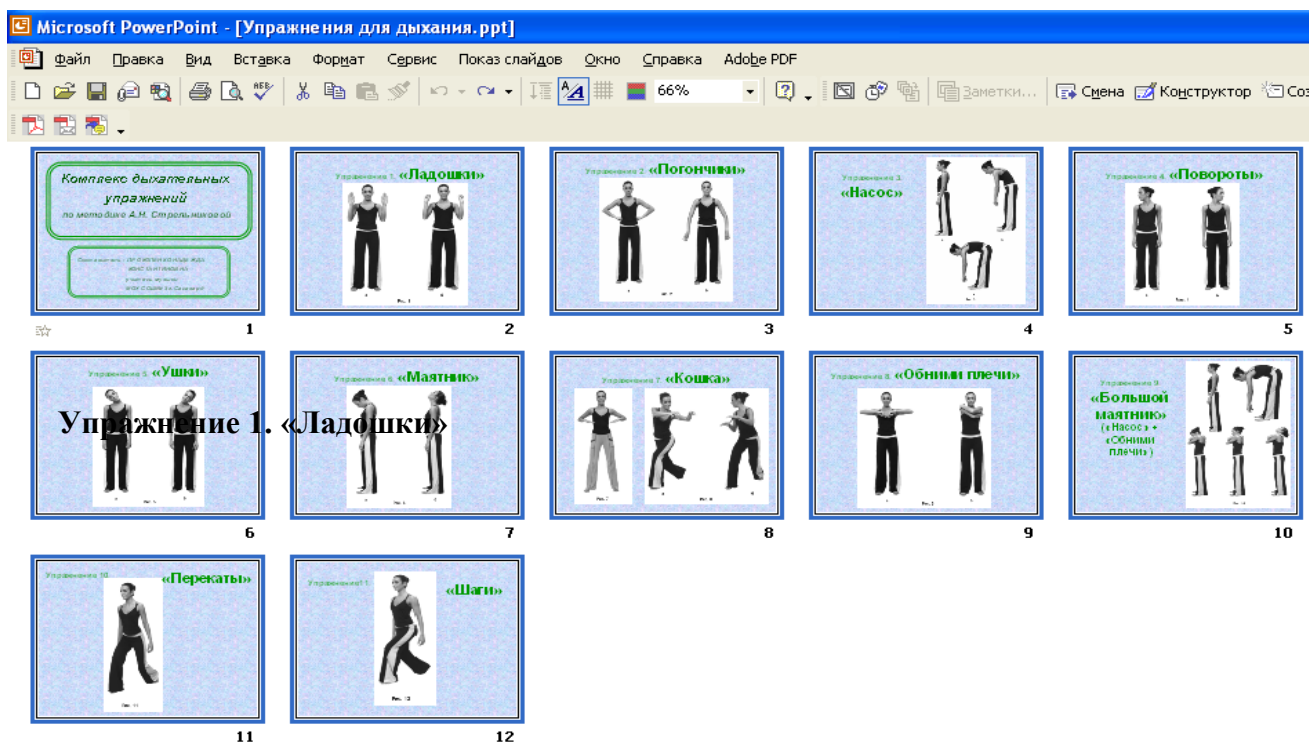 Microsoft PowerPoint - [Упражнения для дыхания.ppt]
Файл Правка Вид Вставка Формат Сервис Показ слайдов Окно Справка Adobe PDF
66% Заметки... Смена Конструктор Соз
Комплекс дыхательных
упражнений
по методике А.Н. Стрельниковой
1
Упражнение 1. «Ладошки»
2
Упражнение 2. «Погончики»
3
Упражнение 3.
«Насос»
4
Упражнение 4. «Повороты»
5
Упражнение 5. «Ушки»
6
Упражнение 6. «Маятник»
7
Упражнение 7. «Кошка»
8
Упражнение 8. «Обними плечи»
9
Упражнение 9.
«Большой
маятник»
(«Насос» +
«Обними
плечи»)
10
Упражнение 1. «Ладошки»
Упражнение 10. «Перекаты»
11
Упражнение11.
«Шаги»
12